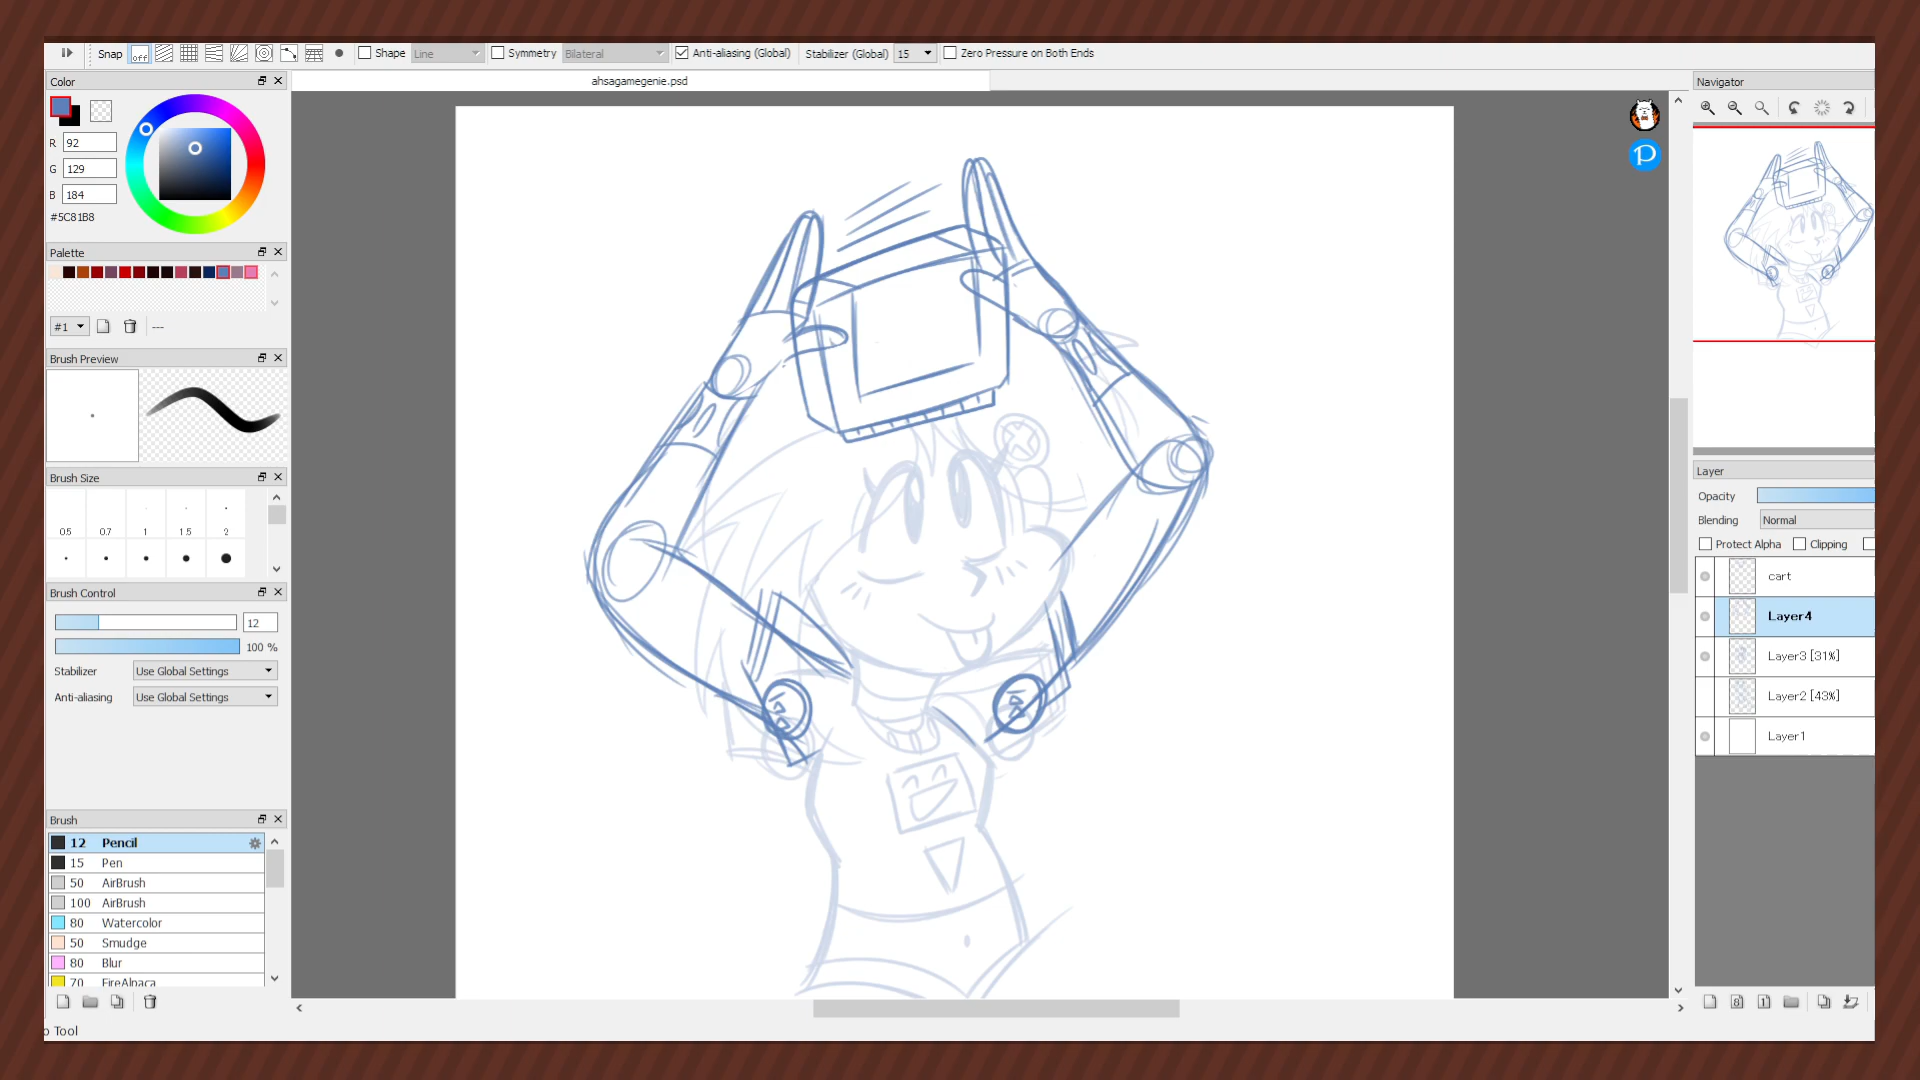 Snap off Shape Line Symmetry Bilateral Anti-aliasing (Global) Stabilizer (Global) 15 Zero Pressure on Both Ends
Color
ahsagamegenie.psd
Navigator
R 92
G 129
B 184
#5C81B8
Palette
#1 ---
Brush Preview
Brush Size
0.5 0.7 1 1.5 2
Brush Control
12
100 %
Stabilizer Use Global Settings
Anti-aliasing Use Global Settings
Brush
12 Pencil
15 Pen
50 AirBrush
100 AirBrush
80 Watercolor
50 Smudge
80 Blur
70 FireAlpaca
o Tool
Layer
Opacity
Blending Normal
Protect Alpha Clipping
cart
Layer4
Layer3 [31%]
Layer2 [43%]
Layer1
8 1
P